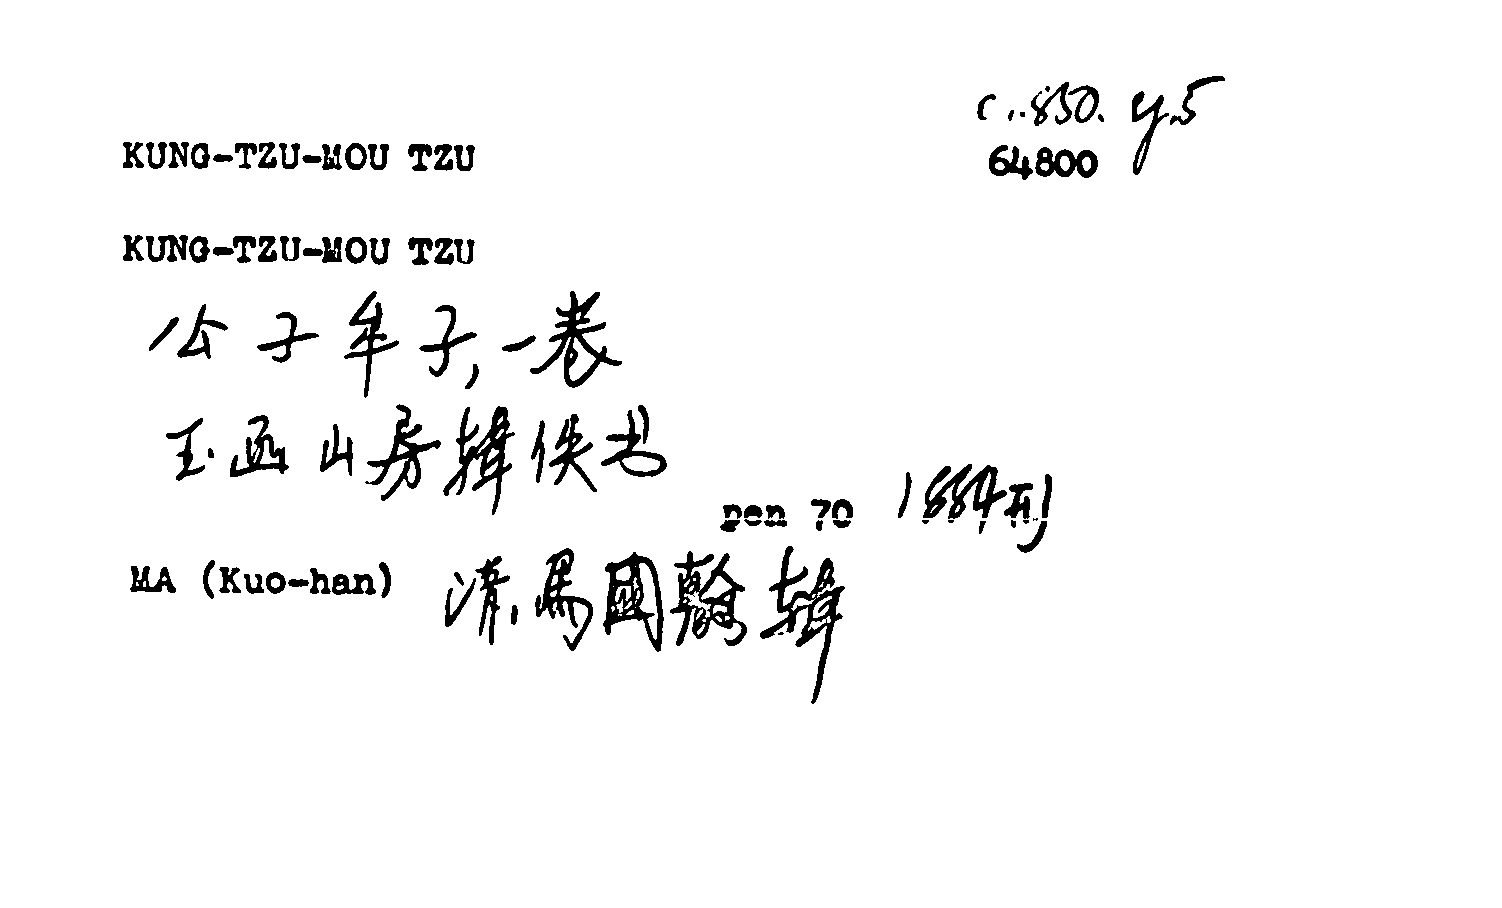 c..850. y.5
KUNG-TZU-MOU TZU
64800
KUNG-TZU-MOU TZU
公子牟子, 一卷
玉函山房輯佚书
pen 70 1884刊
MA (Kuo-han) 清, 馬國翰輯